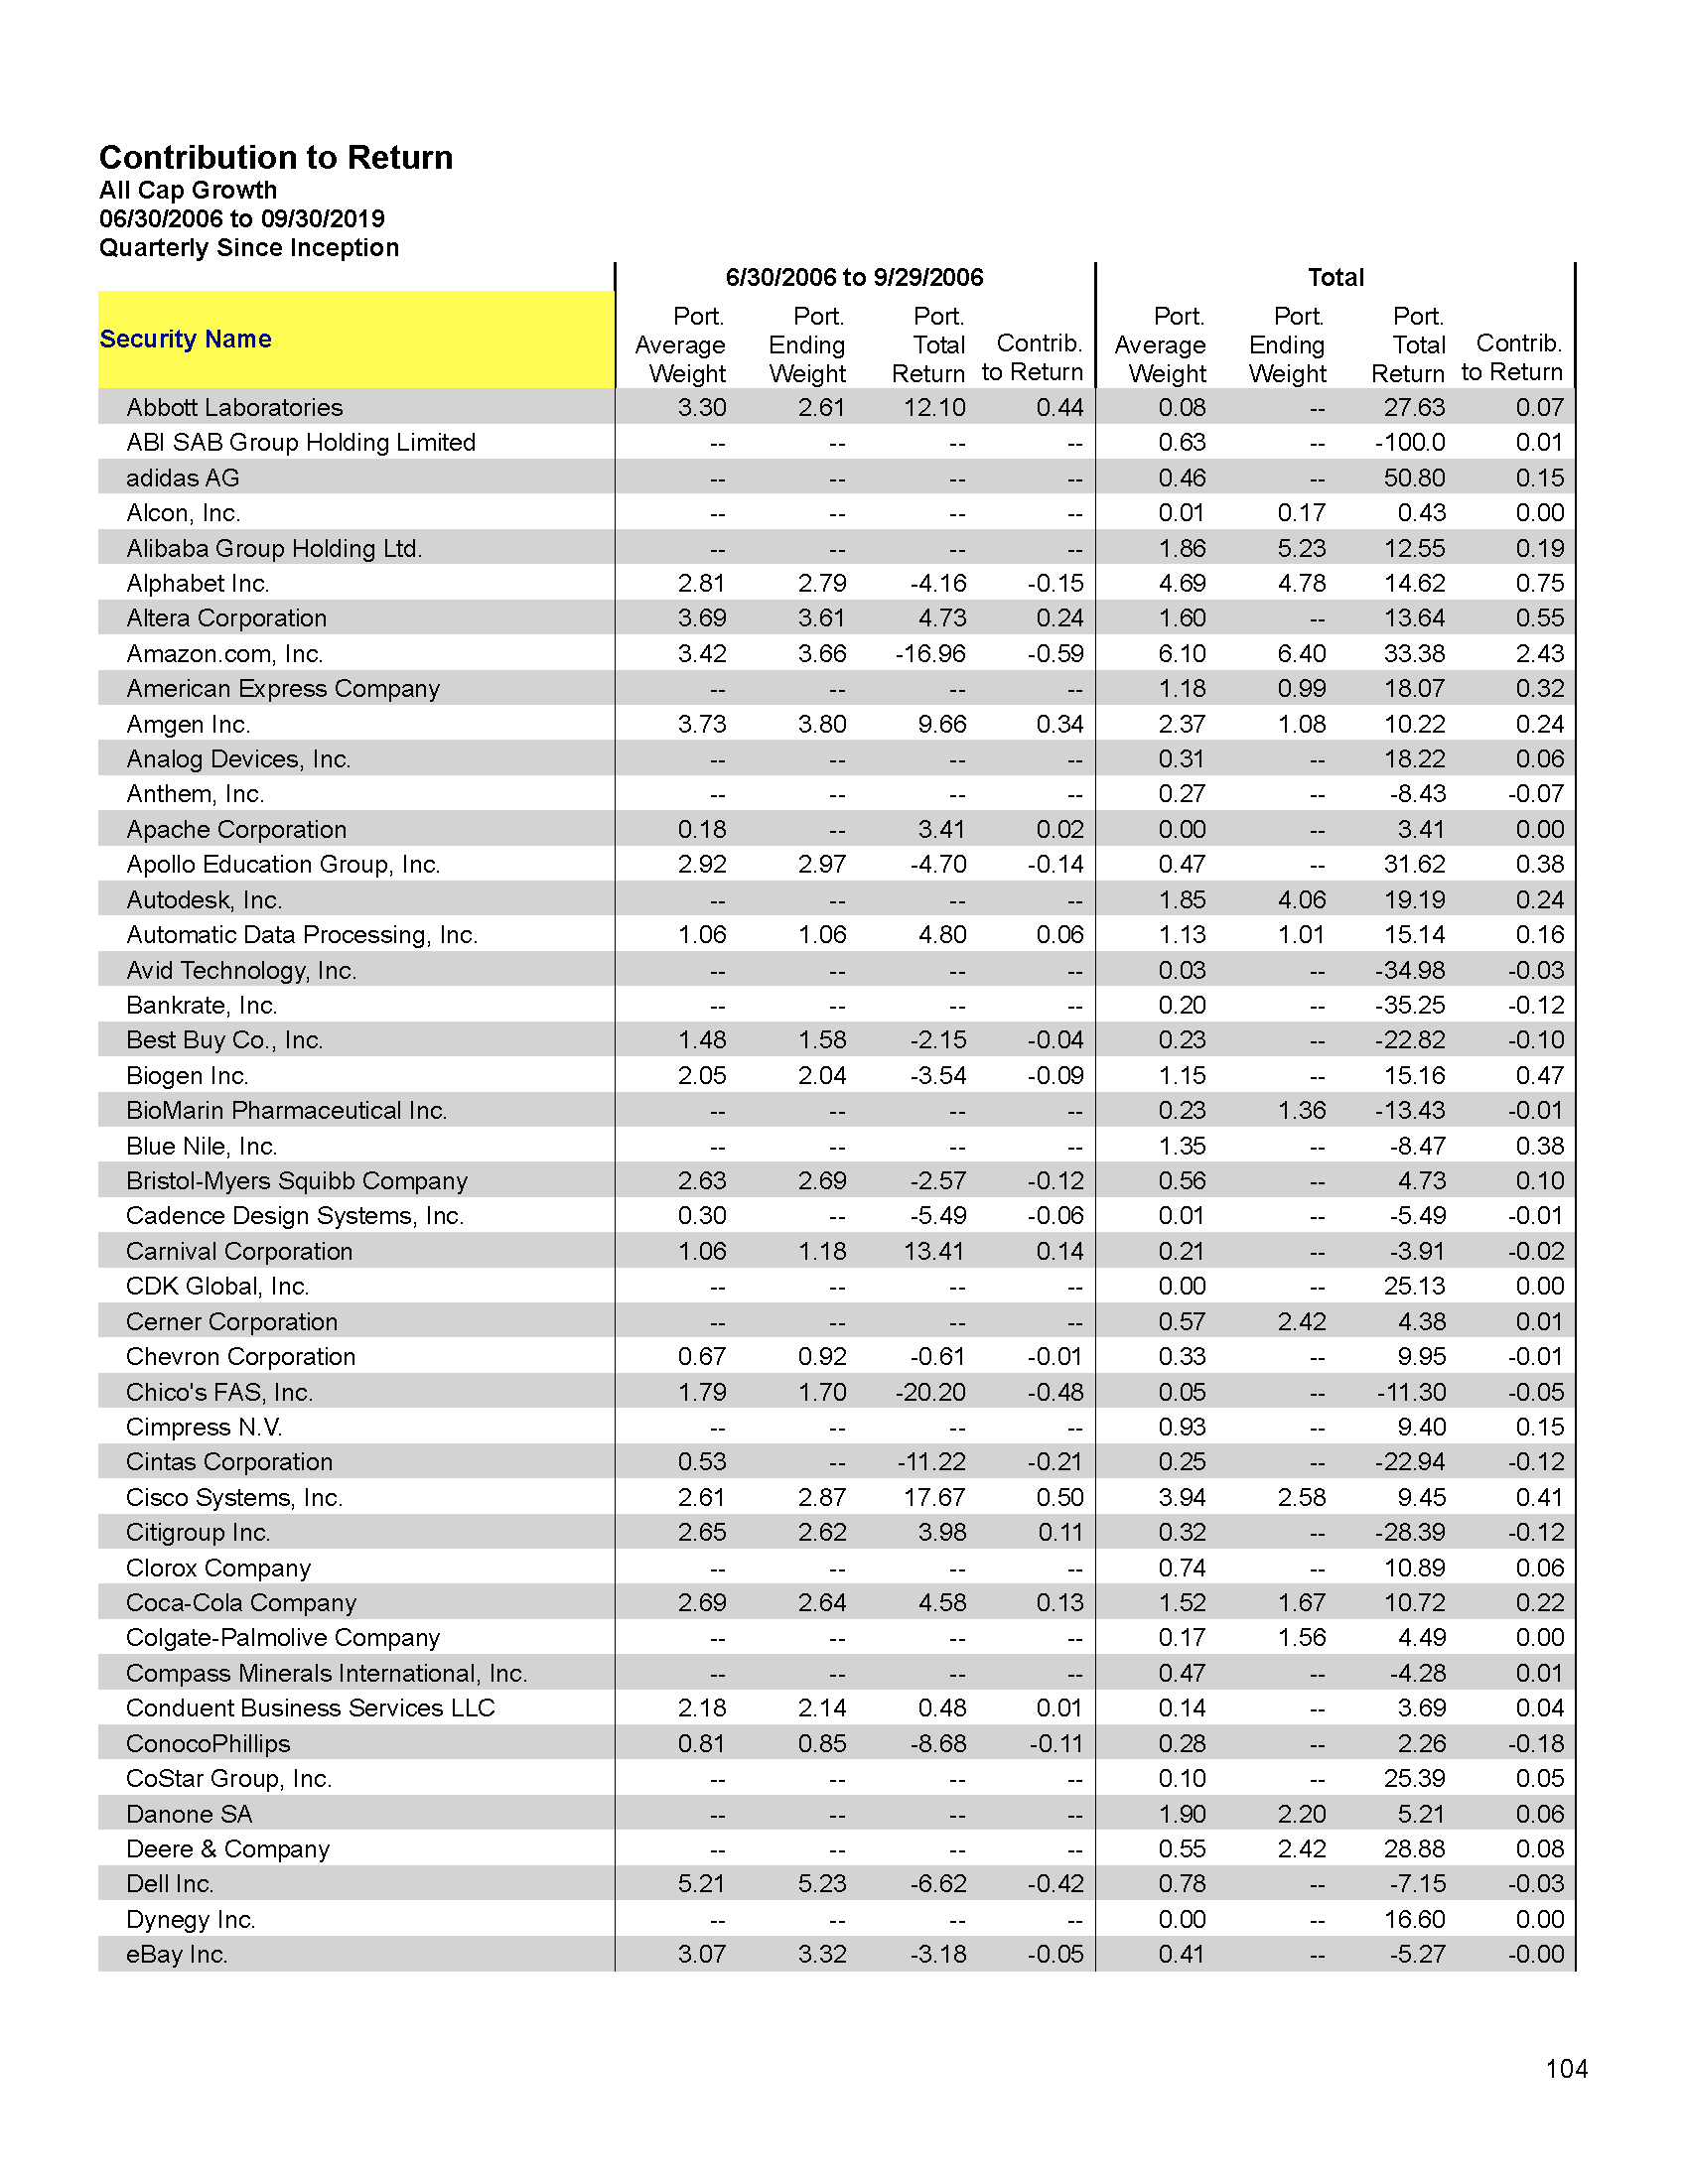 Contribution to Return
All Cap Growth
06/30/2006 to 09/30/2019
Quarterly Since Inception
6/30/2006 to 9/29/2006 Total
Security Name Port. Average Weight Port. Ending Weight Port. Total Return Contrib. to Return Port. Average Weight Port. Ending Weight Port. Total Return Contrib. to Return
Abbott Laboratories 3.30 2.61 12.10 0.44 0.08 -- 27.63 0.07
ABI SAB Group Holding Limited -- -- -- -- 0.63 -- -100.0 0.01
adidas AG -- -- -- -- 0.46 -- 50.80 0.15
Alcon, Inc. -- -- -- -- 0.01 0.17 0.43 0.00
Alibaba Group Holding Ltd. -- -- -- -- 1.86 5.23 12.55 0.19
Alphabet Inc. 2.81 2.79 -4.16 -0.15 4.69 4.78 14.62 0.75
Altera Corporation 3.69 3.61 4.73 0.24 1.60 -- 13.64 0.55
Amazon.com, Inc. 3.42 3.66 -16.96 -0.59 6.10 6.40 33.38 2.43
American Express Company -- -- -- -- 1.18 0.99 18.07 0.32
Amgen Inc. 3.73 3.80 9.66 0.34 2.37 1.08 10.22 0.24
Analog Devices, Inc. -- -- -- -- 0.31 -- 18.22 0.06
Anthem, Inc. -- -- -- -- 0.27 -- -8.43 -0.07
Apache Corporation 0.18 -- 3.41 0.02 0.00 -- 3.41 0.00
Apollo Education Group, Inc. 2.92 2.97 -4.70 -0.14 0.47 -- 31.62 0.38
Autodesk, Inc. -- -- -- -- 1.85 4.06 19.19 0.24
Automatic Data Processing, Inc. 1.06 1.06 4.80 0.06 1.13 1.01 15.14 0.16
Avid Technology, Inc. -- -- -- -- 0.03 -- -34.98 -0.03
Bankrate, Inc. -- -- -- -- 0.20 -- -35.25 -0.12
Best Buy Co., Inc. 1.48 1.58 -2.15 -0.04 0.23 -- -22.82 -0.10
Biogen Inc. 2.05 2.04 -3.54 -0.09 1.15 -- 15.16 0.47
BioMarin Pharmaceutical Inc. -- -- -- -- 0.23 1.36 -13.43 -0.01
Blue Nile, Inc. -- -- -- -- 1.35 -- -8.47 0.38
Bristol-Myers Squibb Company 2.63 2.69 -2.57 -0.12 0.56 -- 4.73 0.10
Cadence Design Systems, Inc. 0.30 -- -5.49 -0.06 0.01 -- -5.49 -0.01
Carnival Corporation 1.06 1.18 13.41 0.14 0.21 -- -3.91 -0.02
CDK Global, Inc. -- -- -- -- 0.00 -- 25.13 0.00
Cerner Corporation -- -- -- -- 0.57 2.42 4.38 0.01
Chevron Corporation 0.67 0.92 -0.61 -0.01 0.33 -- 9.95 -0.01
Chico's FAS, Inc. 1.79 1.70 -20.20 -0.48 0.05 -- -11.30 -0.05
Cimpress N.V. -- -- -- -- 0.93 -- 9.40 0.15
Cintas Corporation 0.53 -- -11.22 -0.21 0.25 -- -22.94 -0.12
Cisco Systems, Inc. 2.61 2.87 17.67 0.50 3.94 2.58 9.45 0.41
Citigroup Inc. 2.65 2.62 3.98 0.11 0.32 -- -28.39 -0.12
Clorox Company -- -- -- -- 0.74 -- 10.89 0.06
Coca-Cola Company 2.69 2.64 4.58 0.13 1.52 1.67 10.72 0.22
Colgate-Palmolive Company -- -- -- -- 0.17 1.56 4.49 0.00
Compass Minerals International, Inc. -- -- -- -- 0.47 -- -4.28 0.01
Conduent Business Services LLC 2.18 2.14 0.48 0.01 0.14 -- 3.69 0.04
ConocoPhillips 0.81 0.85 -8.68 -0.11 0.28 -- 2.26 -0.18
CoStar Group, Inc. -- -- -- -- 0.10 -- 25.39 0.05
Danone SA -- -- -- -- 1.90 2.20 5.21 0.06
Deere & Company -- -- -- -- 0.55 2.42 28.88 0.08
Dell Inc. 5.21 5.23 -6.62 -0.42 0.78 -- -7.15 -0.03
Dynegy Inc. -- -- -- -- 0.00 -- 16.60 0.00
eBay Inc. 3.07 3.32 -3.18 -0.05 0.41 -- -5.27 -0.00
104